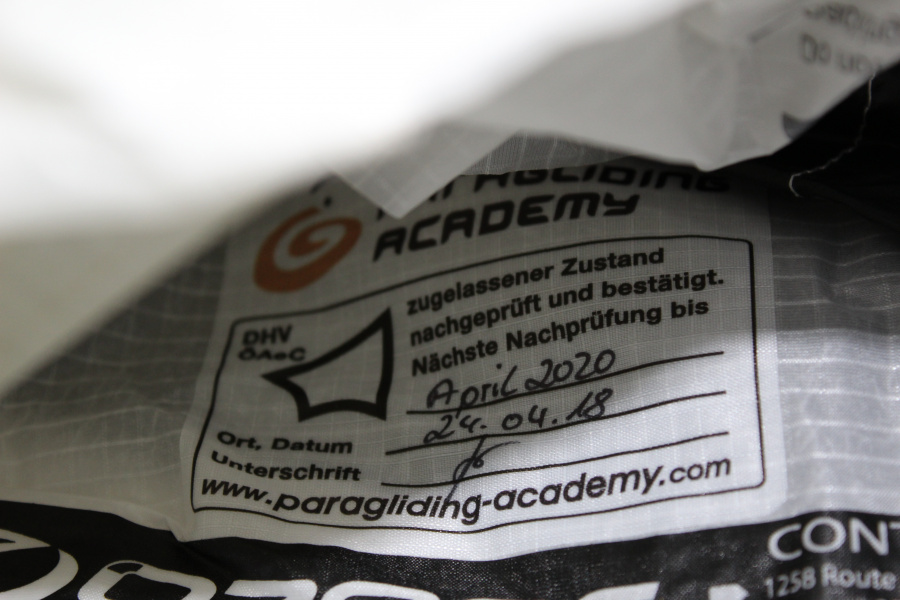 PARAGLIDING
ACADEMY
zugelassener Zustand
nachgeprüft und bestätigt.
Nächste Nachprüfung bis
DHV
ÖAeC
April 2020
24.04.18
Ort, Datum
Unterschrift
www.paragliding-academy.com
1258 Route